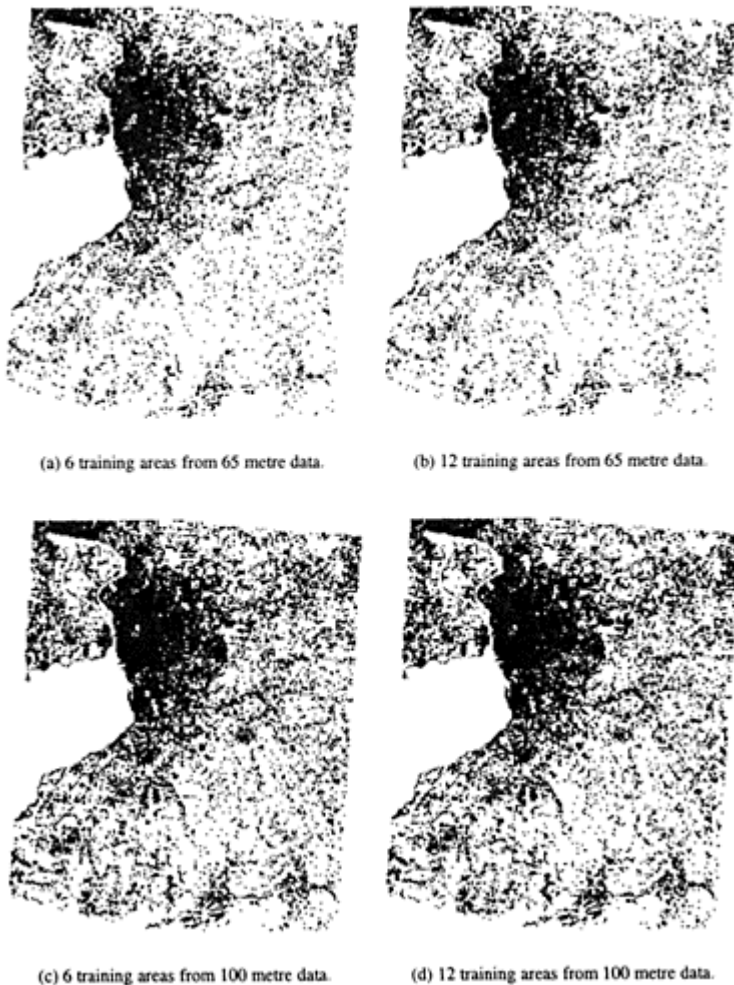 (a) 6 training areas from 65 metre data.
(b) 12 training areas from 65 metre data.
(c) 6 training areas from 100 metre data.
(d) 12 training areas from 100 metre data.